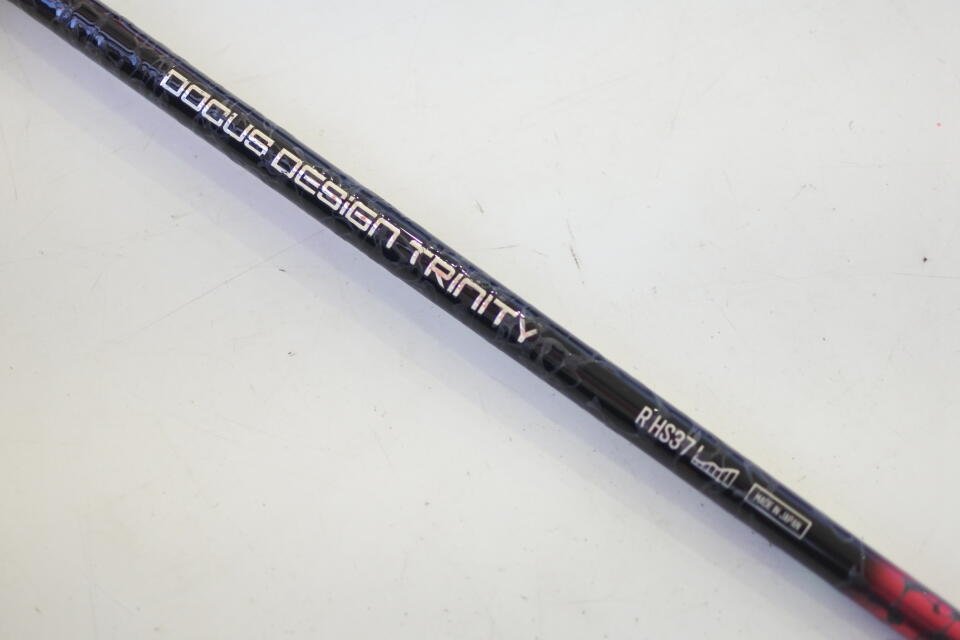 DOCUS DESIGN TRINITY
R HS37
MADE IN JAPAN